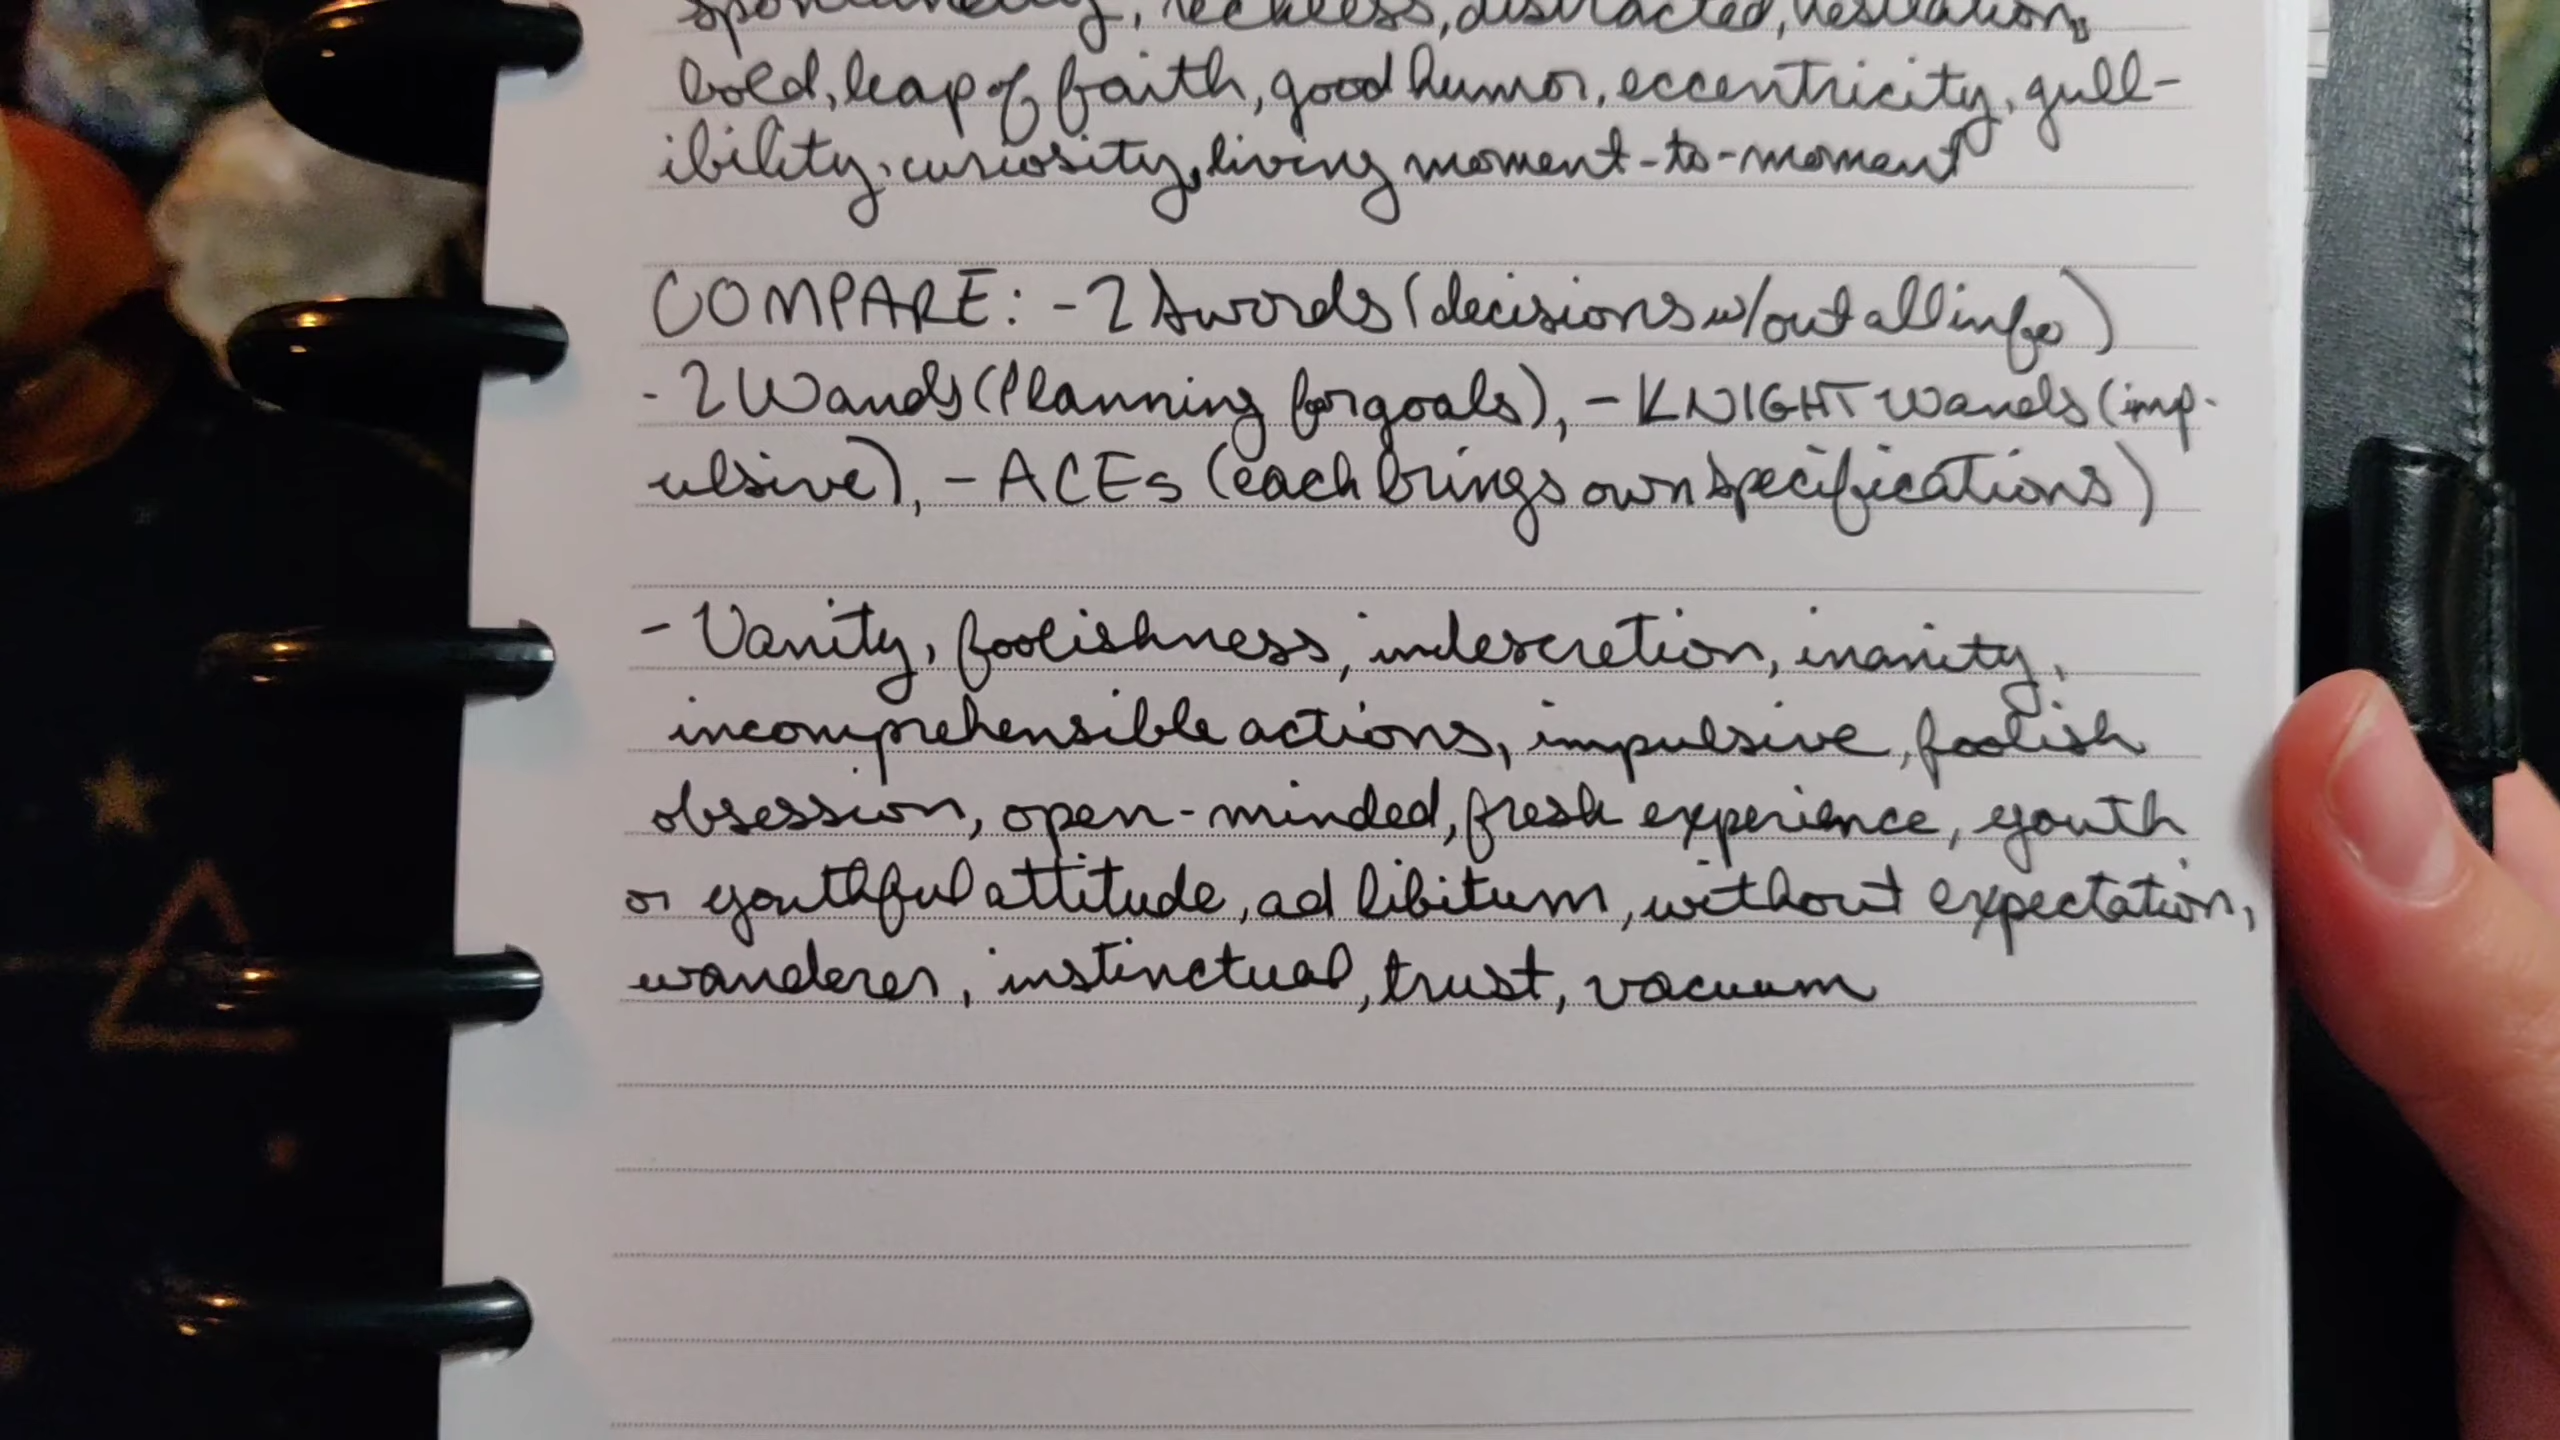 spontaneity, reckless, distracted, hesitation,
bold, leap of faith, good humor, eccentricity, gull-
ibility, curiosity, living moment-to-moment
COMPARE: - 2 Swords (decisions w/out all info)
- 2 Wands (Planning for goals), - KNIGHT Wands (imp-
ulsive), - ACEs (each brings own specifications)
- Vanity, foolishness, indescretion, inanity,
incomprehensible actions, impulsive, foolish
obsession, open-minded, fresh experience, youth
or youthful attitude, ad libitum, without expectation,
wanderer, instinctual, trust, vacuum